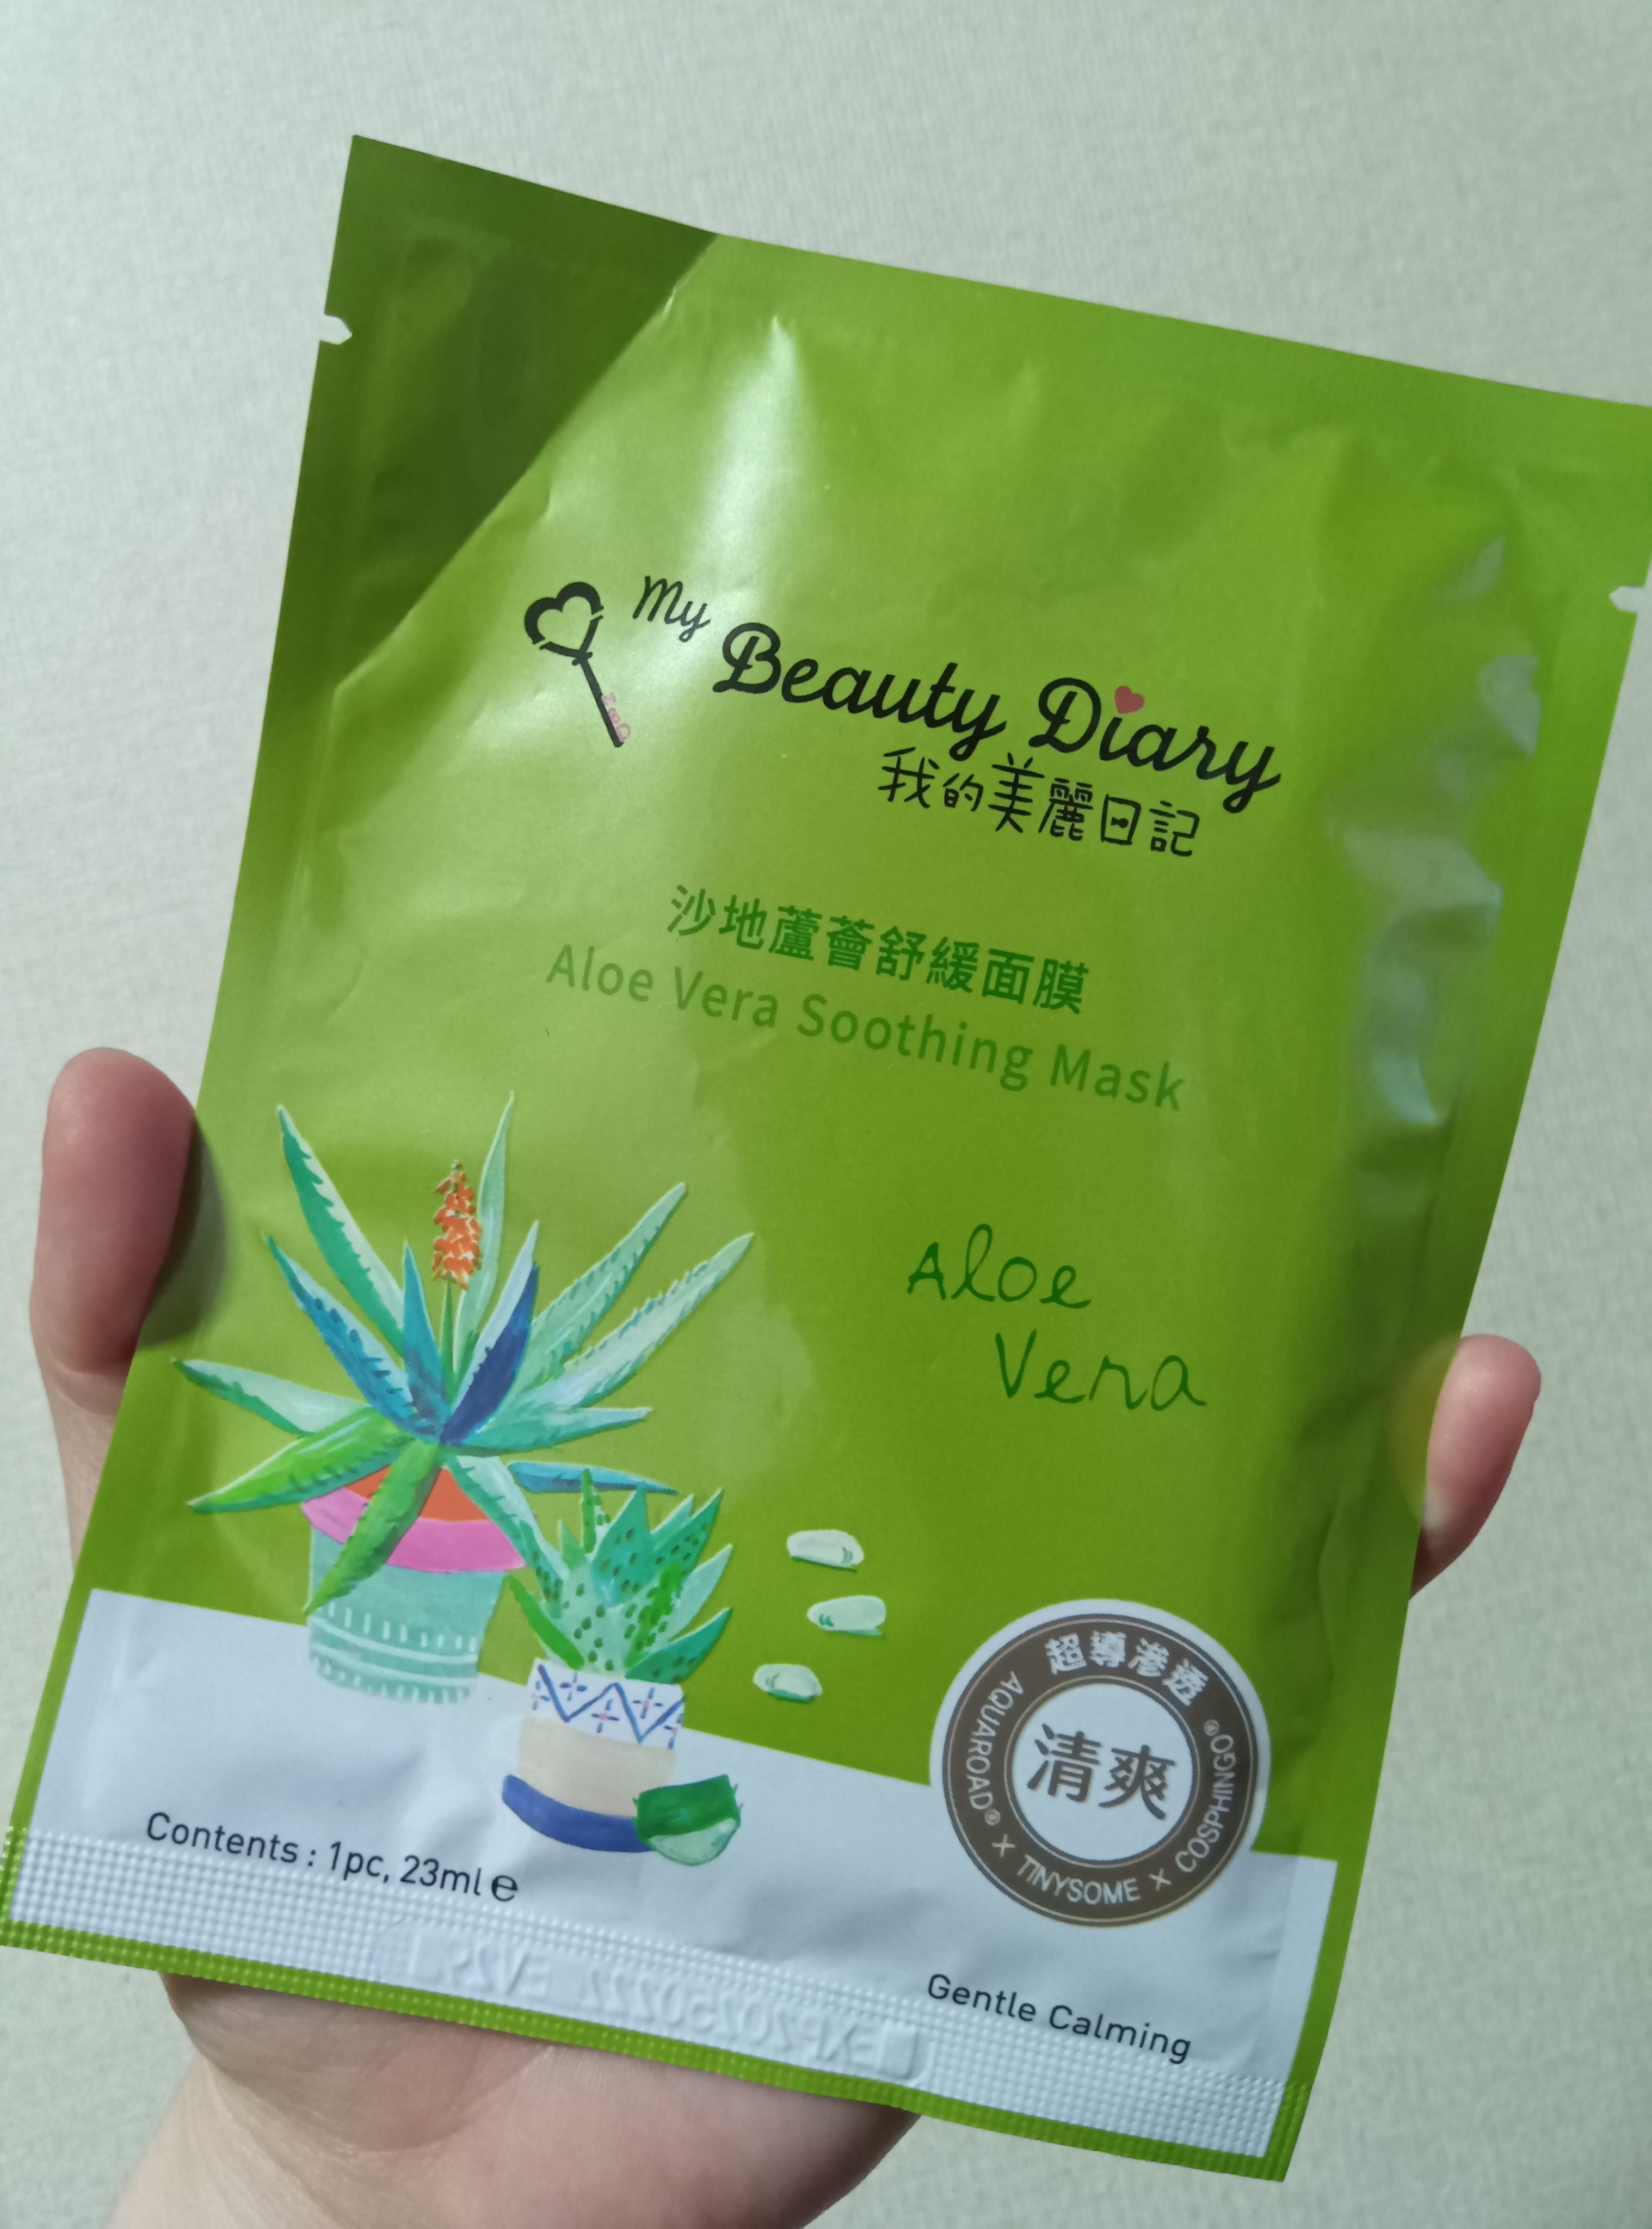 My
Beauty Diary
我的美麗日記
沙地蘆薈舒緩面膜
Aloe Vera Soothing Mask
Aloe
Vera
超導滲透
清爽
AQUAROAD® × TINYSOME × COSPHINGO®
Contents : 1pc, 23ml ℮
Gentle Calming